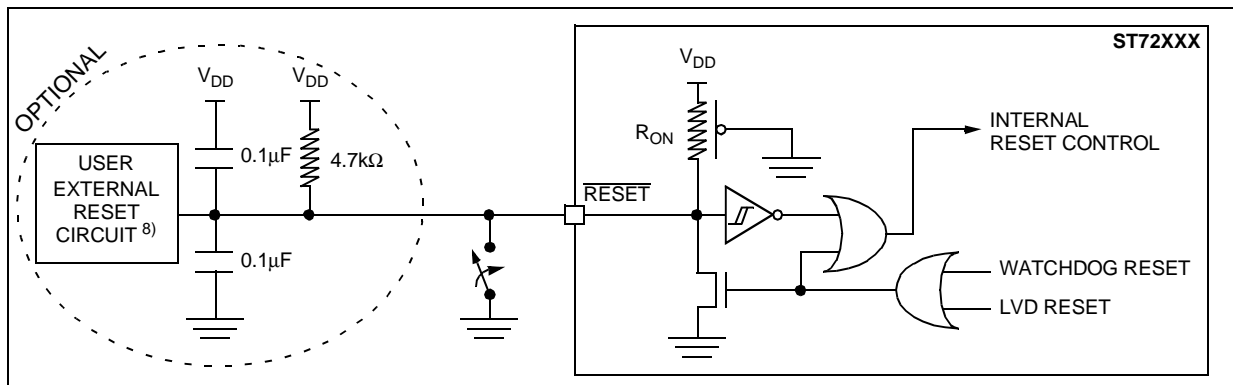 OPTIONAL
V_DD
V_DD
0.1μF
4.7kΩ
USER
EXTERNAL
RESET
CIRCUIT 8)
0.1μF
ST72XXX
V_DD
R_ON
RESET
INTERNAL
RESET CONTROL
WATCHDOG RESET
LVD RESET